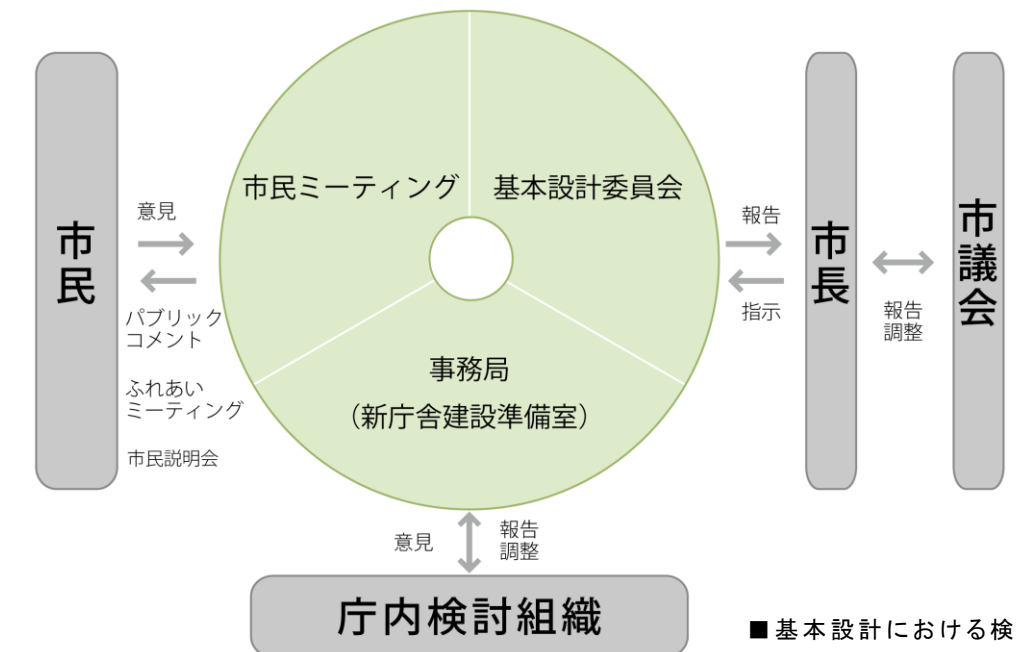 市民
意見
パブリック
コメント
ふれあい
ミーティング
市民説明会
市民ミーティング
基本設計委員会
事務局
（新庁舎建設準備室）
報告
指示
市長
報告
調整
市議会
意見
報告
調整
庁内検討組織
■基本設計における検